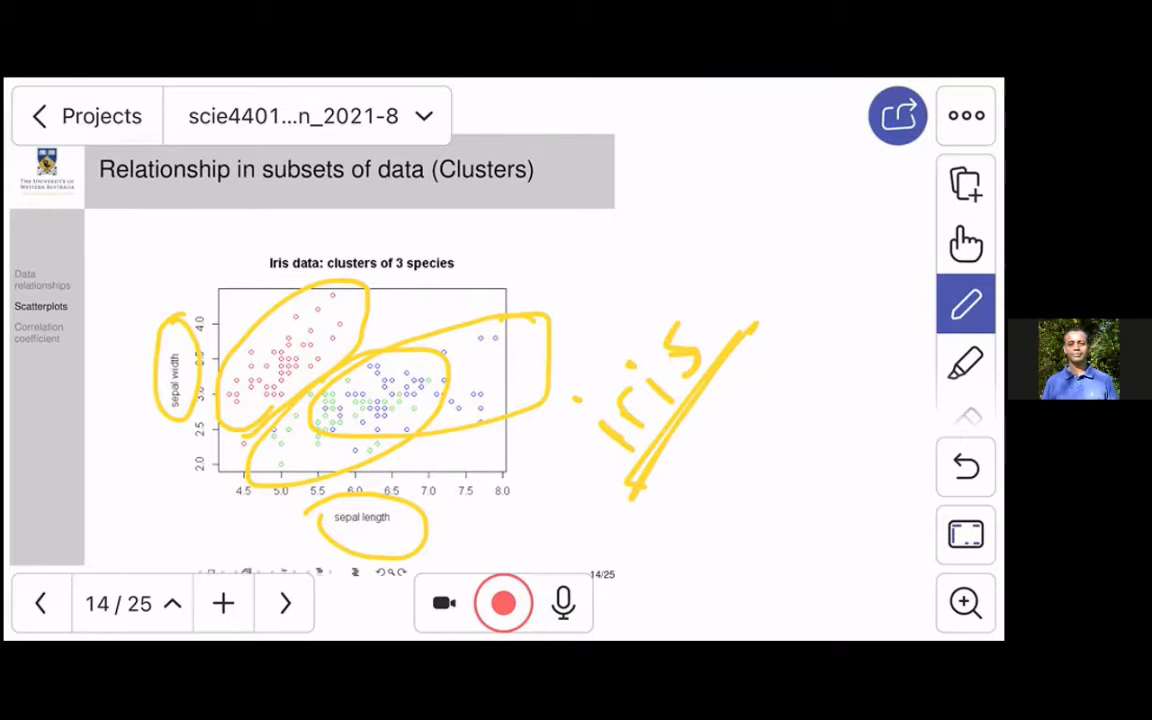 Projects
scie4401...n_2021-8
THE UNIVERSITY OF
WESTERN AUSTRALIA
Relationship in subsets of data (Clusters)
Data
relationships
Scatterplots
Correlation
coefficient
Iris data: clusters of 3 species
sepal width
4.0
3.5
3.0
2.5
2.0
4.5 5.0 5.5 6.0 6.5 7.0 7.5 8.0
sepal length
iris
14/25
14 / 25